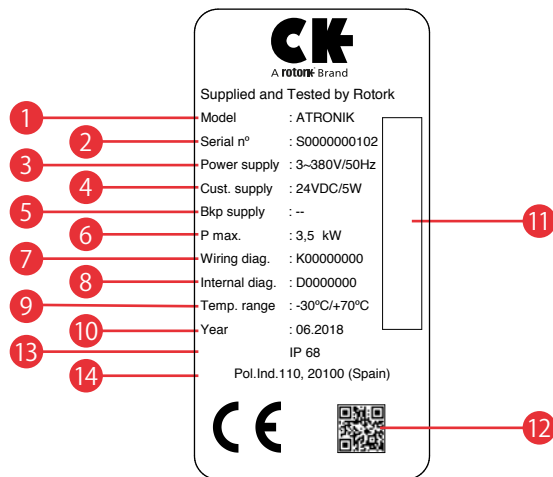 CK
A rotork Brand
Supplied and Tested by Rotork
1 Model : ATRONIK
2 Serial nº : S0000000102
3 Power supply : 3~380V/50Hz
4 Cust. supply : 24VDC/5W
5 Bkp supply : --
6 P max. : 3,5 kW
7 Wiring diag. : K00000000
8 Internal diag. : D0000000
9 Temp. range : -30ºC/+70ºC
10 Year : 06.2018
11
13 IP 68
14 Pol.Ind.110, 20100 (Spain)
CE
12